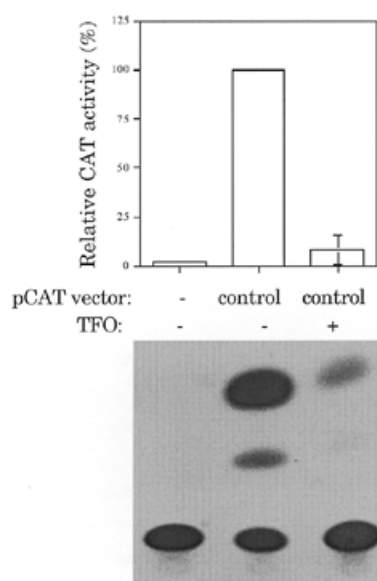 Relative CAT activity (%)
125
100
75
50
25
0
pCAT vector: - control control
TFO: - - +